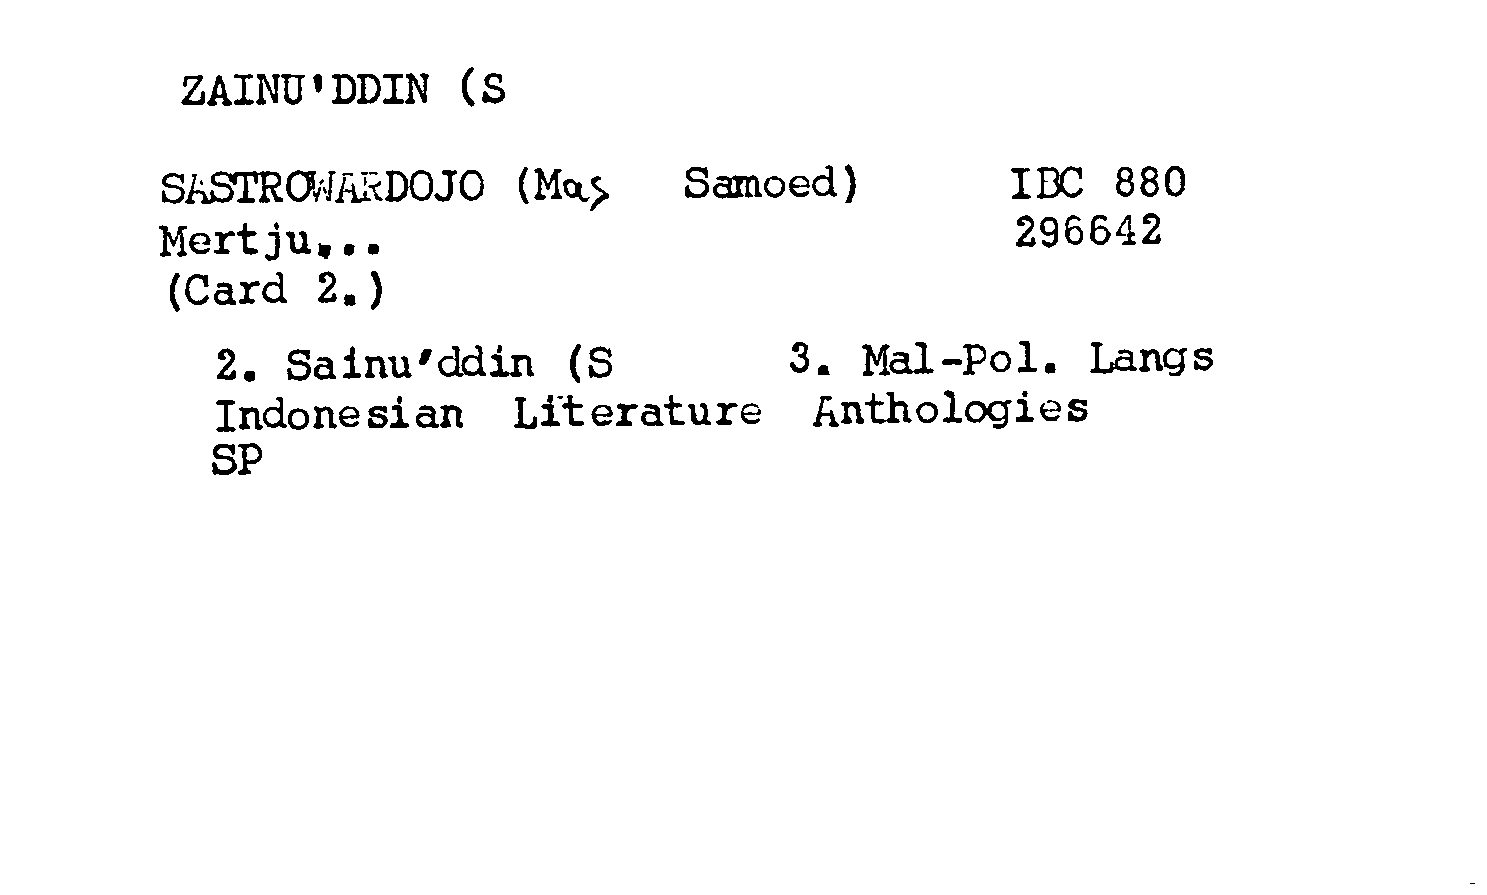 ZAINU'DDIN (S
SASTROWARDOJO (Mas Samoed) IBC 880
Mertju... 296642
(Card 2.)
2. Sainu'ddin (S 3. Mal-Pol. Langs
Indonesian Literature Anthologies
SP